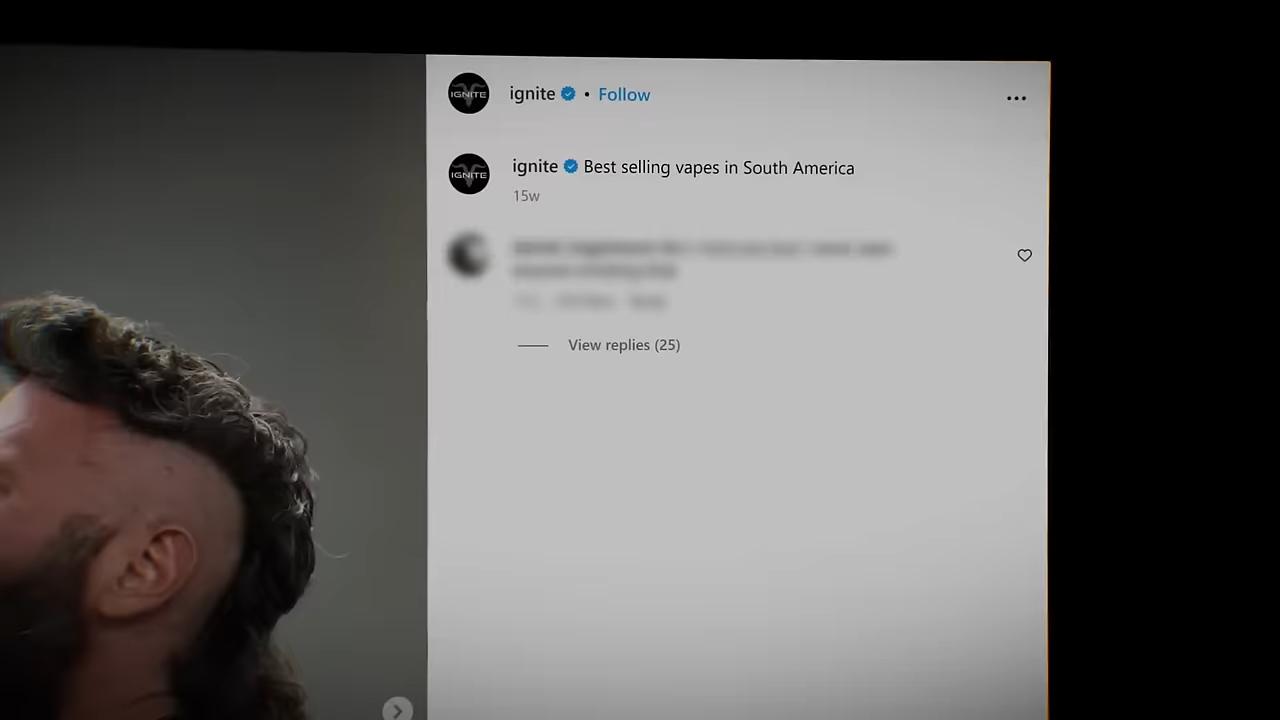 IGNITE
ignite • Follow
IGNITE
ignite Best selling vapes in South America
15w
View replies (25)